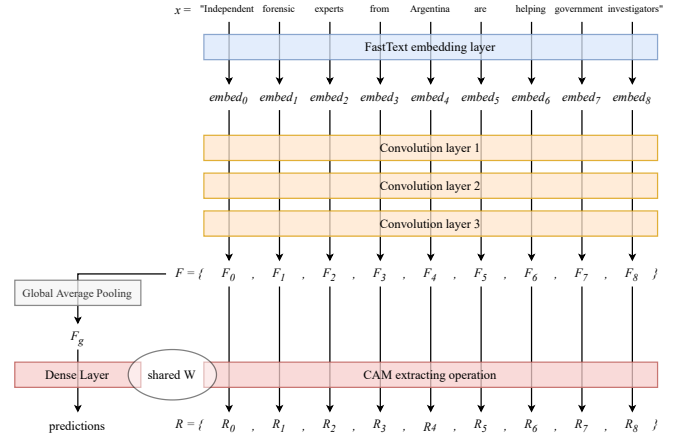 x = "Independent forensic experts from Argentina are helping government investigators"
FastText embedding layer
embed0 embed1 embed2 embed3 embed4 embed5 embed6 embed7 embed8
Convolution layer 1
Convolution layer 2
Convolution layer 3
F = { F0 , F1 , F2 , F3 , F4 , F5 , F6 , F7 , F8 }
Global Average Pooling
Fg
Dense Layer shared W CAM extracting operation
predictions R = { R0 , R1 , R2 , R3 , R4 , R5 , R6 , R7 , R8 }